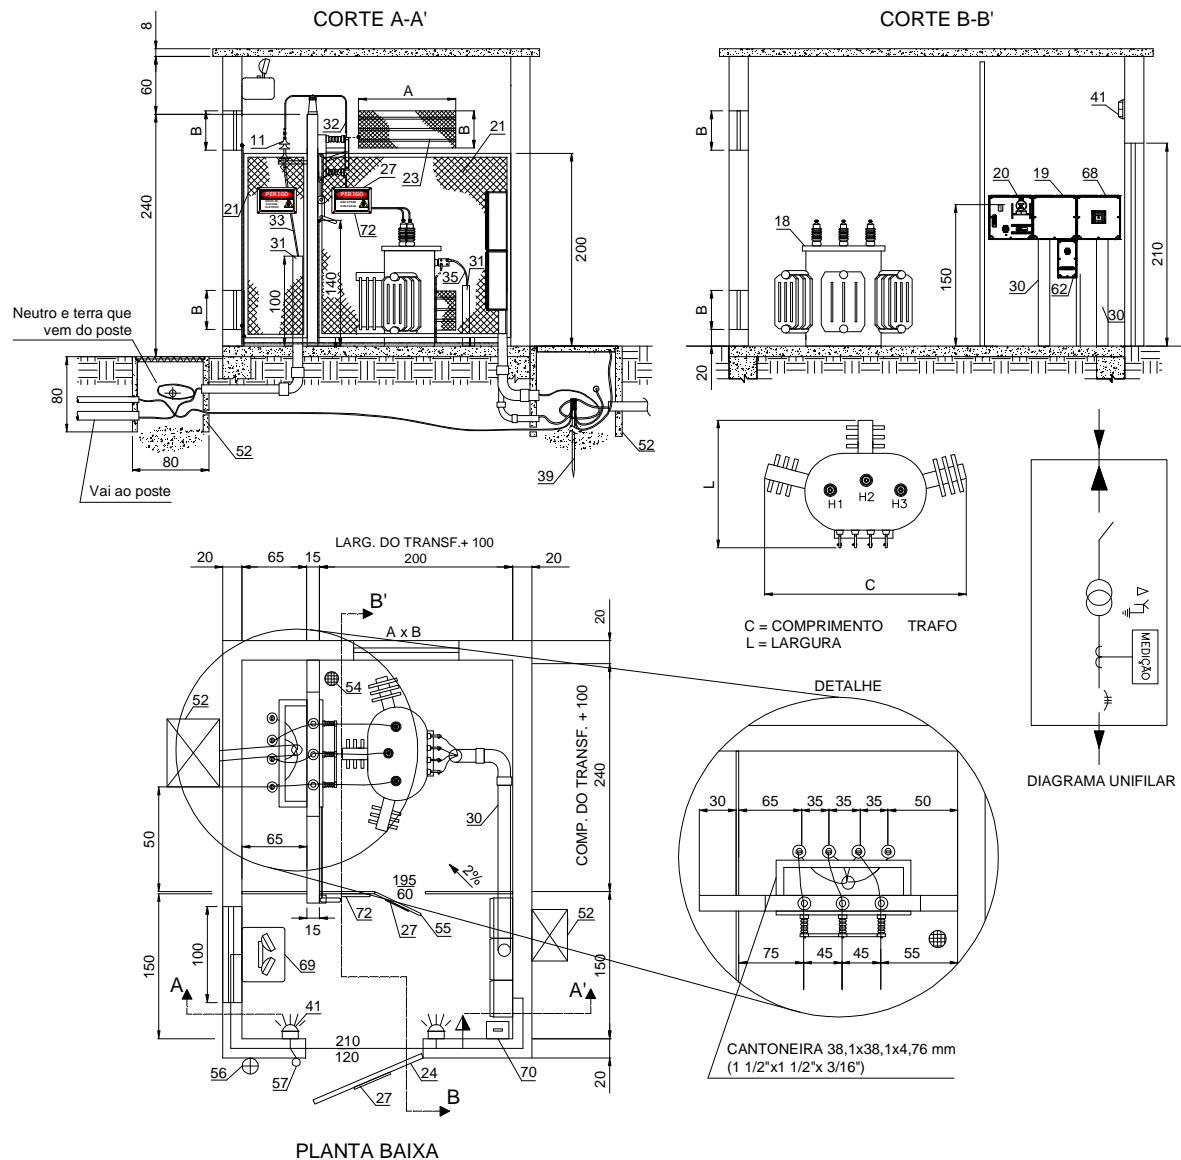 CORTE A-A'
8
60
240
B
B
A
B
32
11
27
21
23
21
PERIGO
PERIGO
33
72
31
31
35
140
100
200
Neutro e terra que
vem do poste
80
80
52
52
39
Vai ao poste
CORTE B-B'
41
B
B
20
19
68
18
150
210
30
62
30
20
L
H1
H2
H3
C
C = COMPRIMENTO TRAFO
L = LARGURA
MEDIÇÃO
DIAGRAMA UNIFILAR
LARG. DO TRANSF.+ 100
20
65
15
200
20
B'
A x B
20
52
54
COMP. DO TRANSF. + 100
240
50
65
30
2%
195
60
15
72
27
55
52
150
100
69
150
A
A'
41
210
120
56
57
24
70
20
27
B
PLANTA BAIXA
DETALHE
30
65
35
35
35
50
75
45
45
55
CANTONEIRA 38,1x38,1x4,76 mm
(1 1/2"x1 1/2"x 3/16")